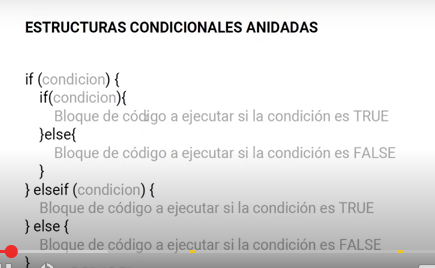 ESTRUCTURAS CONDICIONALES ANIDADAS
if (condicion) {
if(condicion){
Bloque de código a ejecutar si la condición es TRUE
}else{
Bloque de código a ejecutar si la condición es FALSE
}
} elseif (condicion) {
Bloque de código a ejecutar si la condición es TRUE
} else {
Bloque de código a ejecutar si la condición es FALSE
}